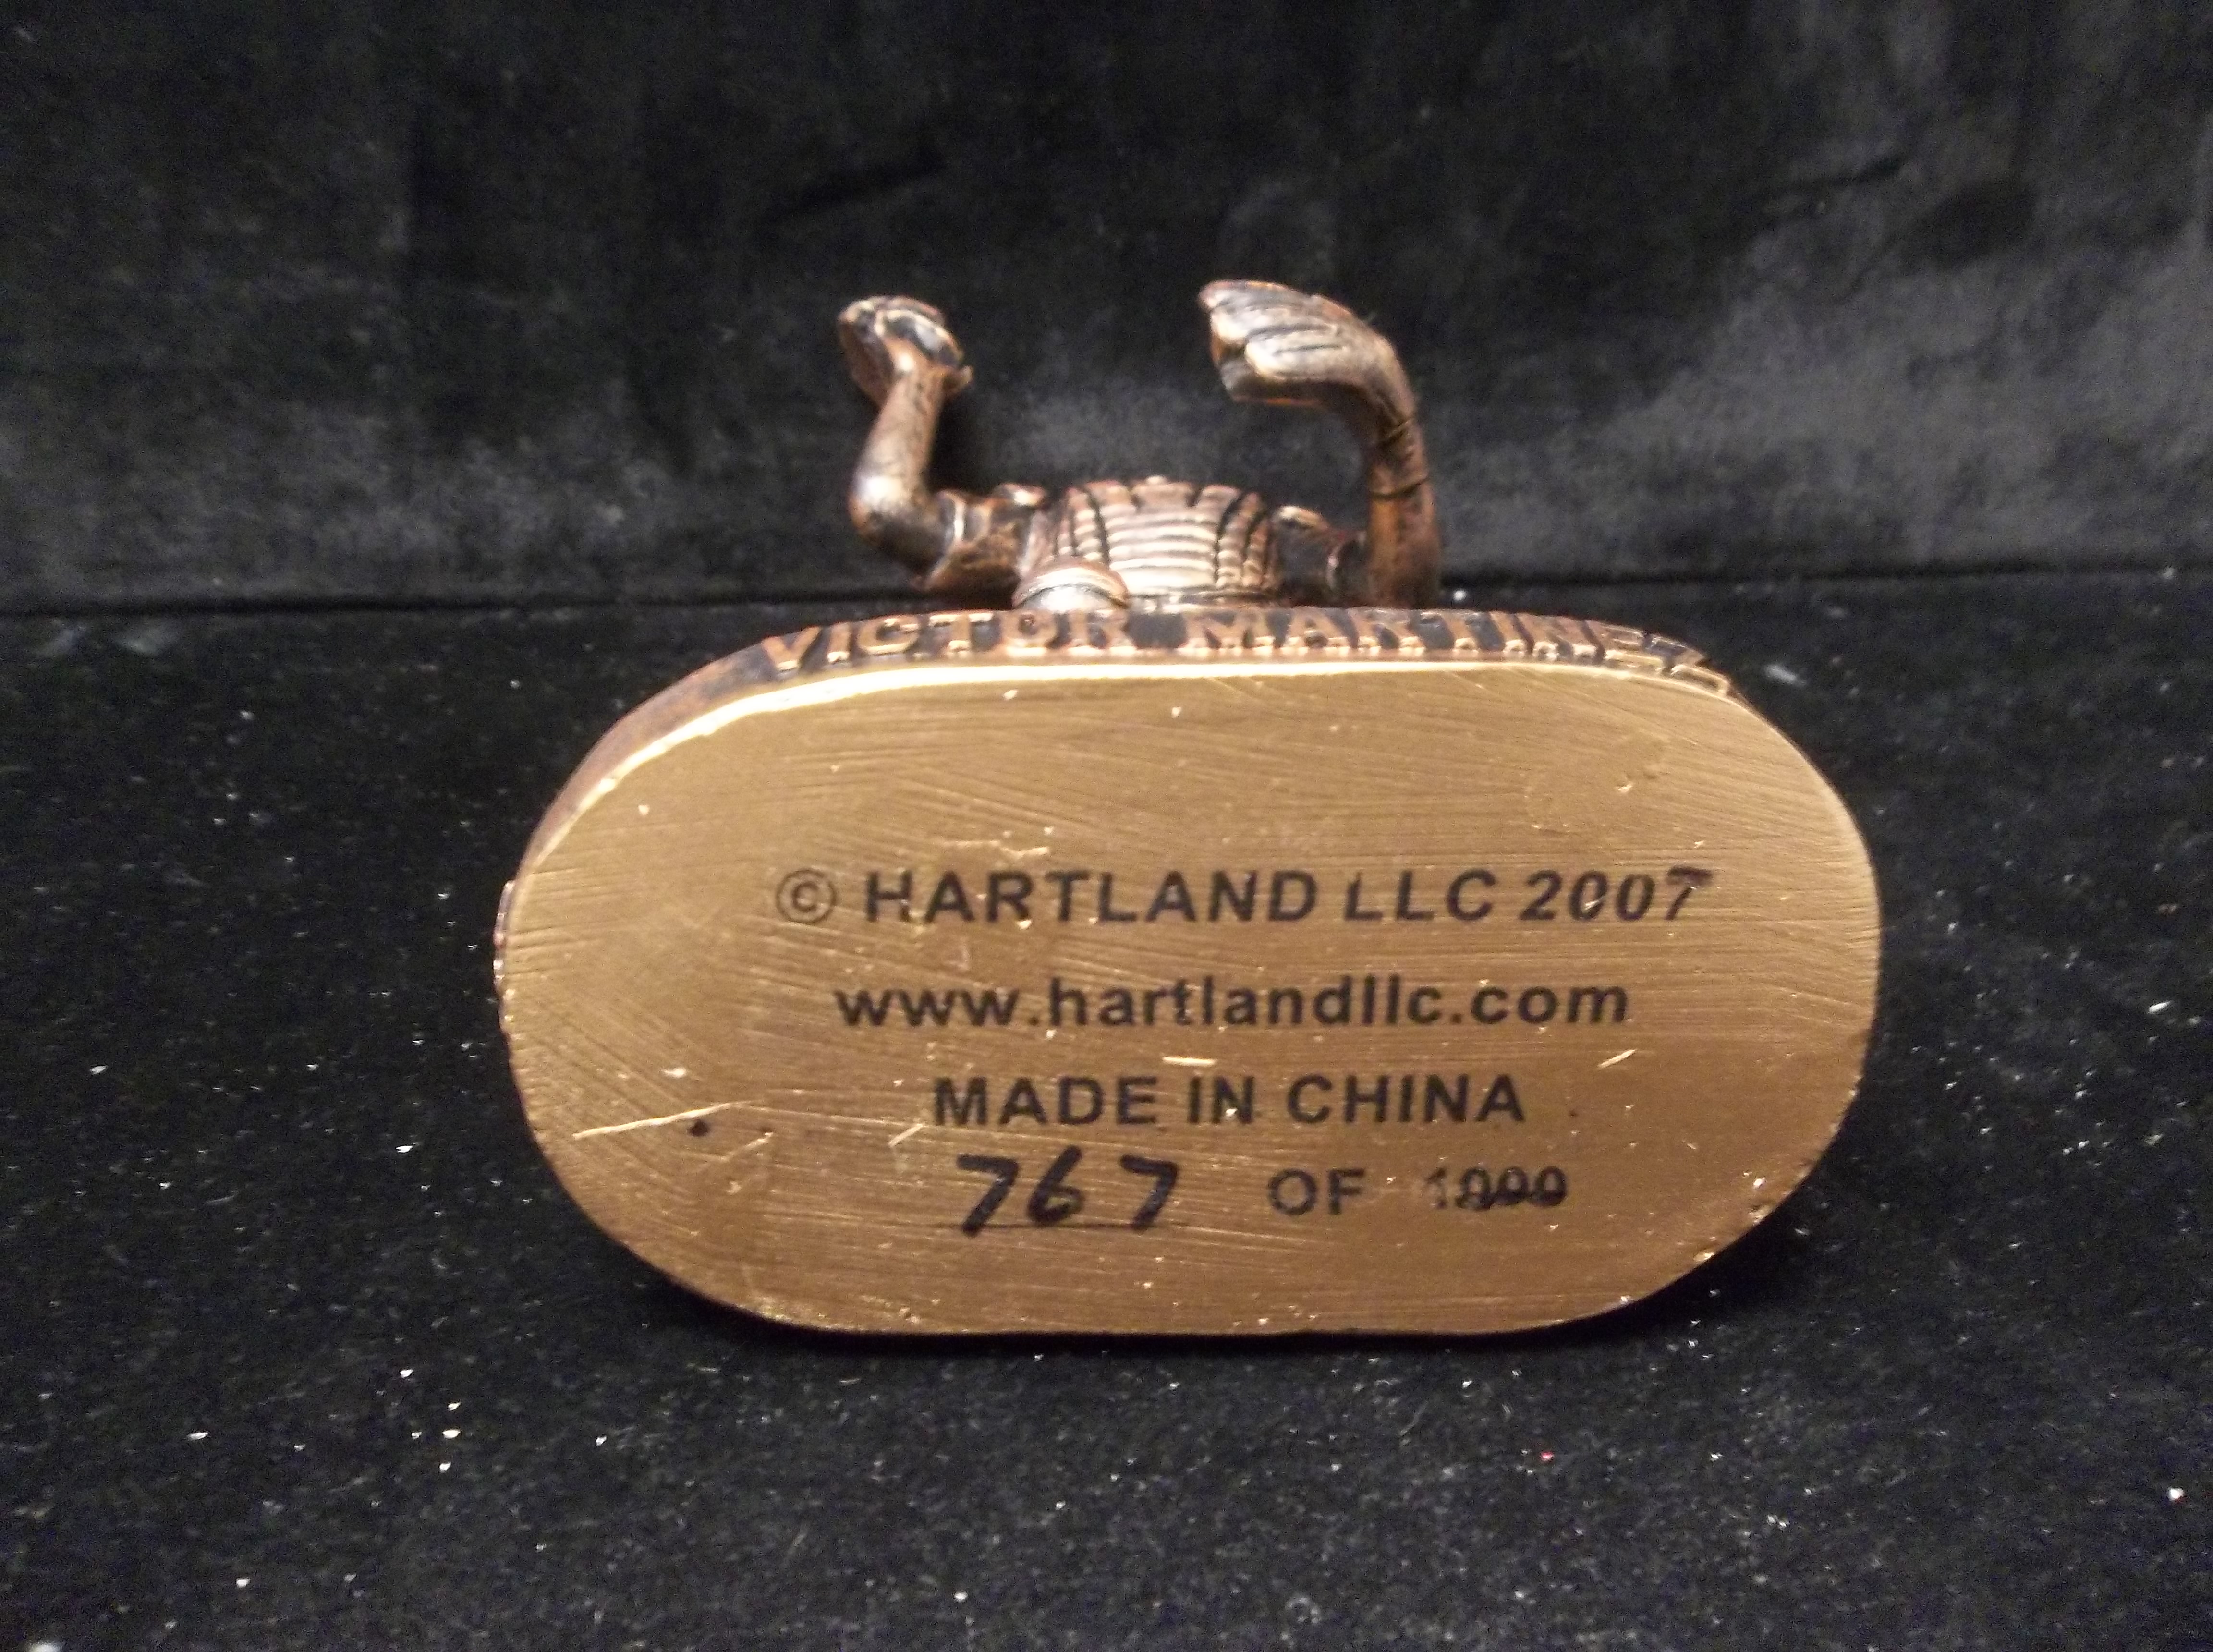 VICTOR MARTINEZ
© HARTLAND LLC 2007
www.hartlandllc.com
MADE IN CHINA
767 OF 1000